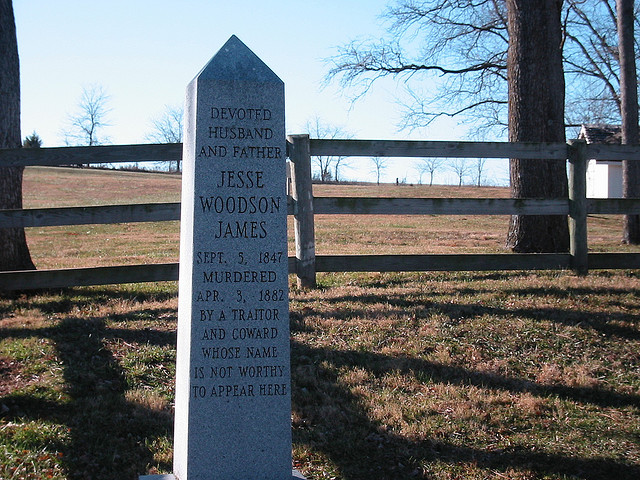 DEVOTED
HUSBAND
AND FATHER
JESSE
WOODSON
JAMES
SEPT. 5, 1847
MURDERED
APR. 3, 1882
BY A TRAITOR
AND COWARD
WHOSE NAME
IS NOT WORTHY
TO APPEAR HERE